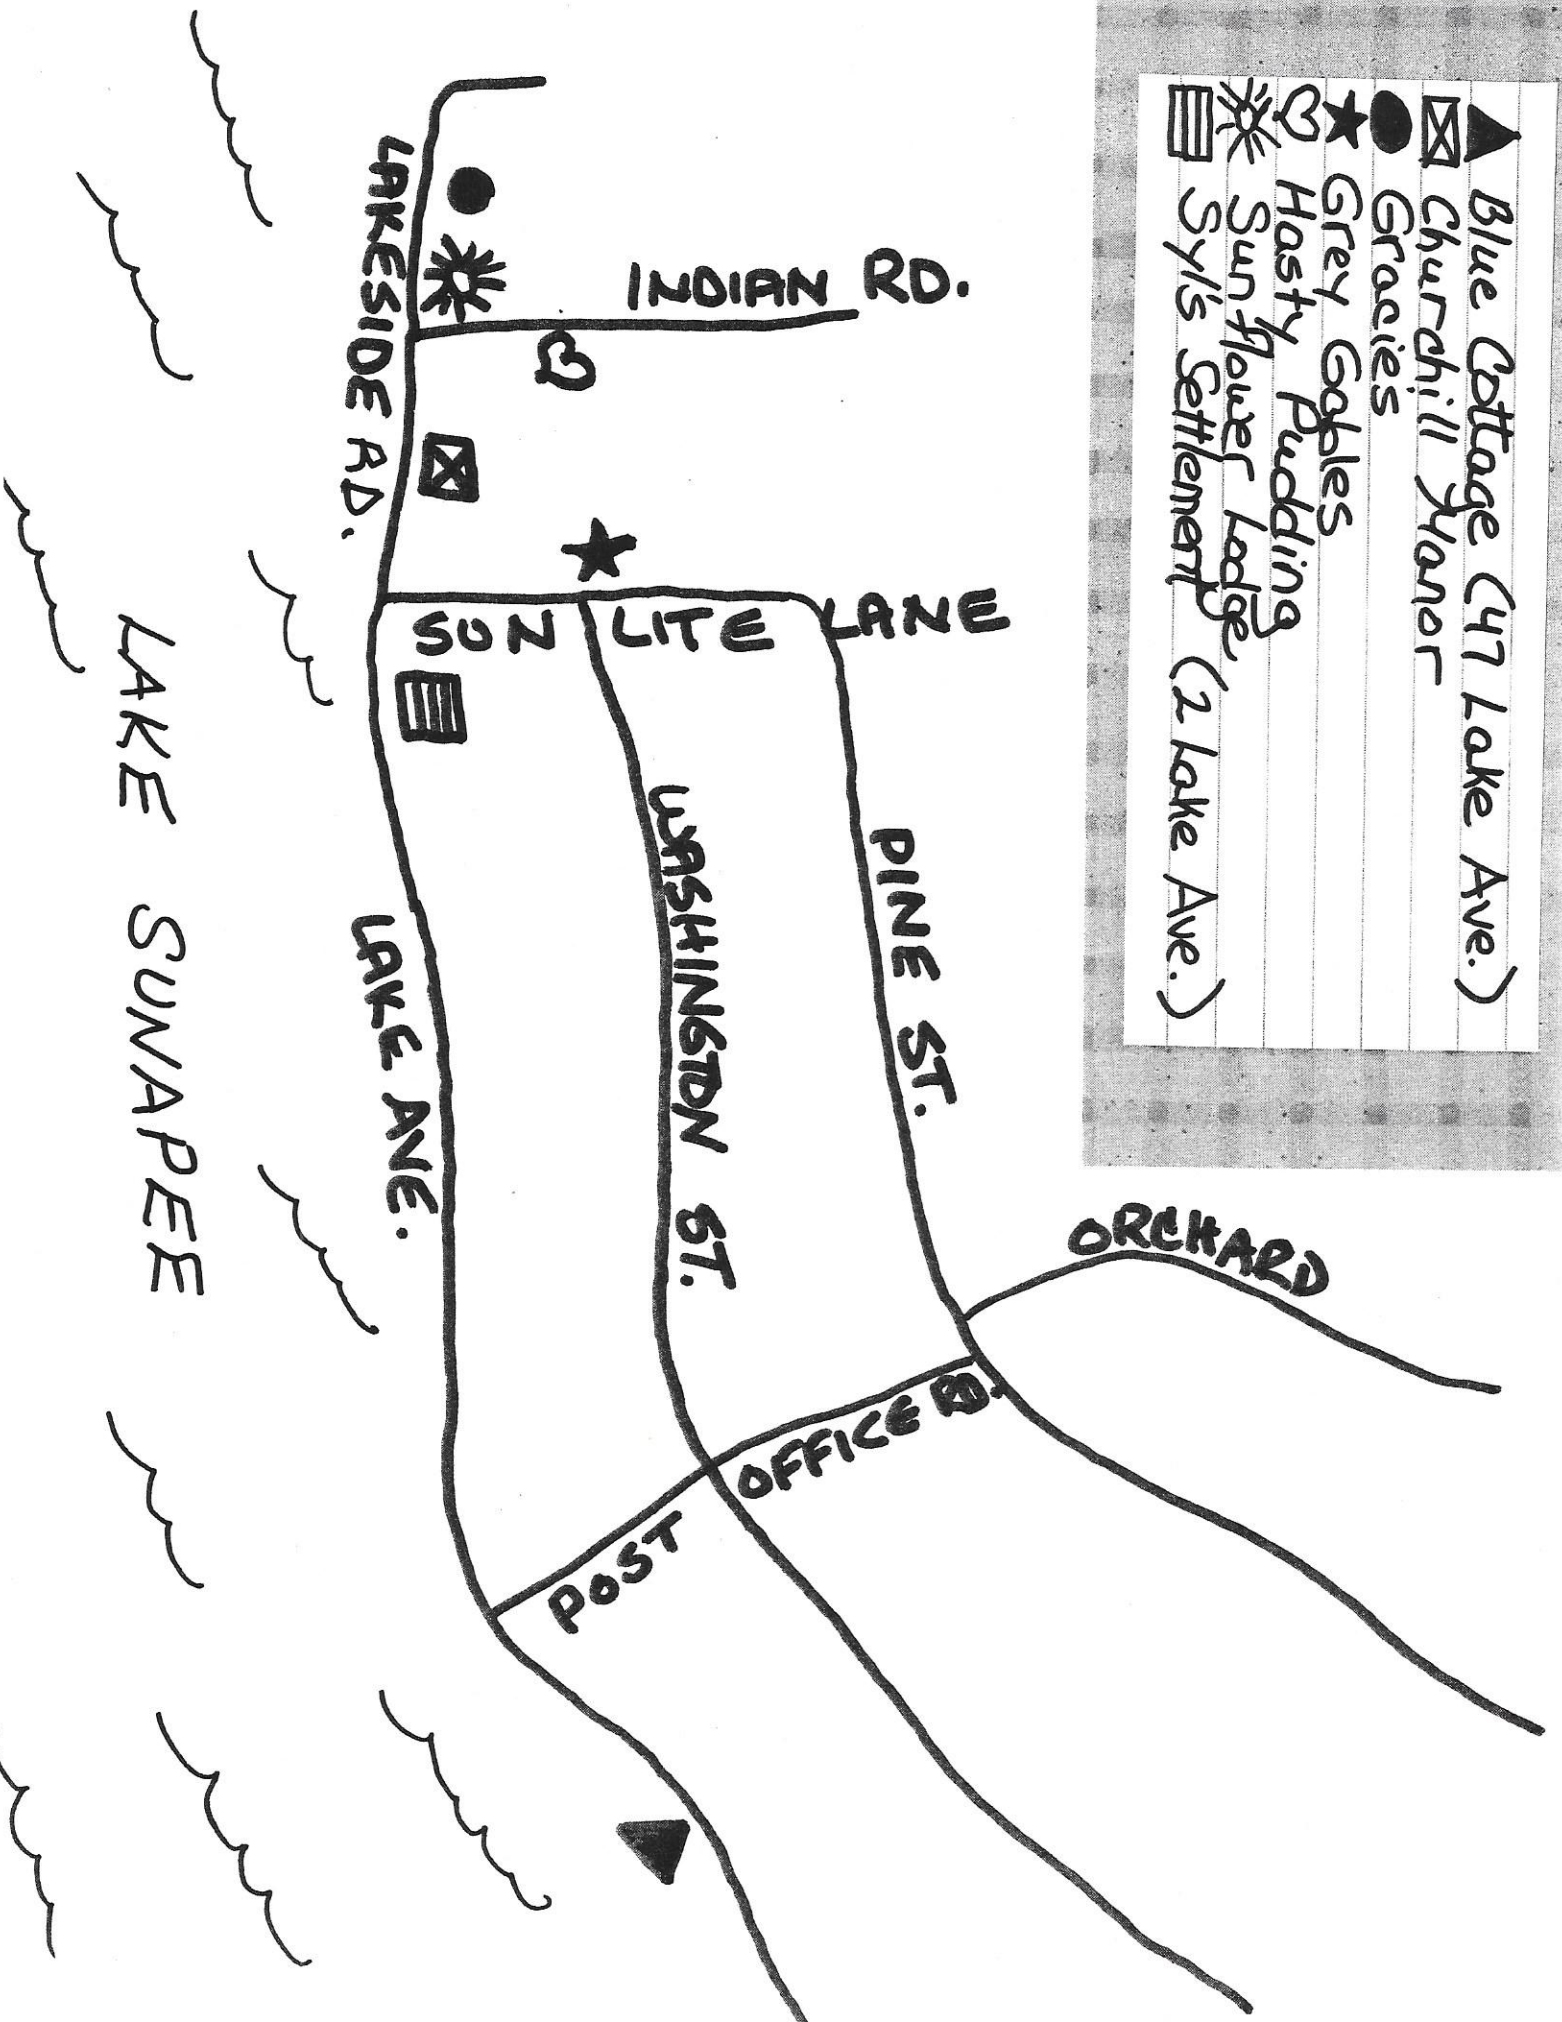 Blue Cottage (47 Lake Ave.)
Churchill Manor
Gracies
Grey Gables
Hasty Pudding
Sunflower Lodge
Syl's Settlement (2 Lake Ave.)
ORCHARD
PINE ST.
INDIAN RD.
SUN LITE LANE
WASHINGTON ST.
OFFICE RD.
POST
LAKESIDE RD.
LAKE AVE.
LAKE SUNAPEE